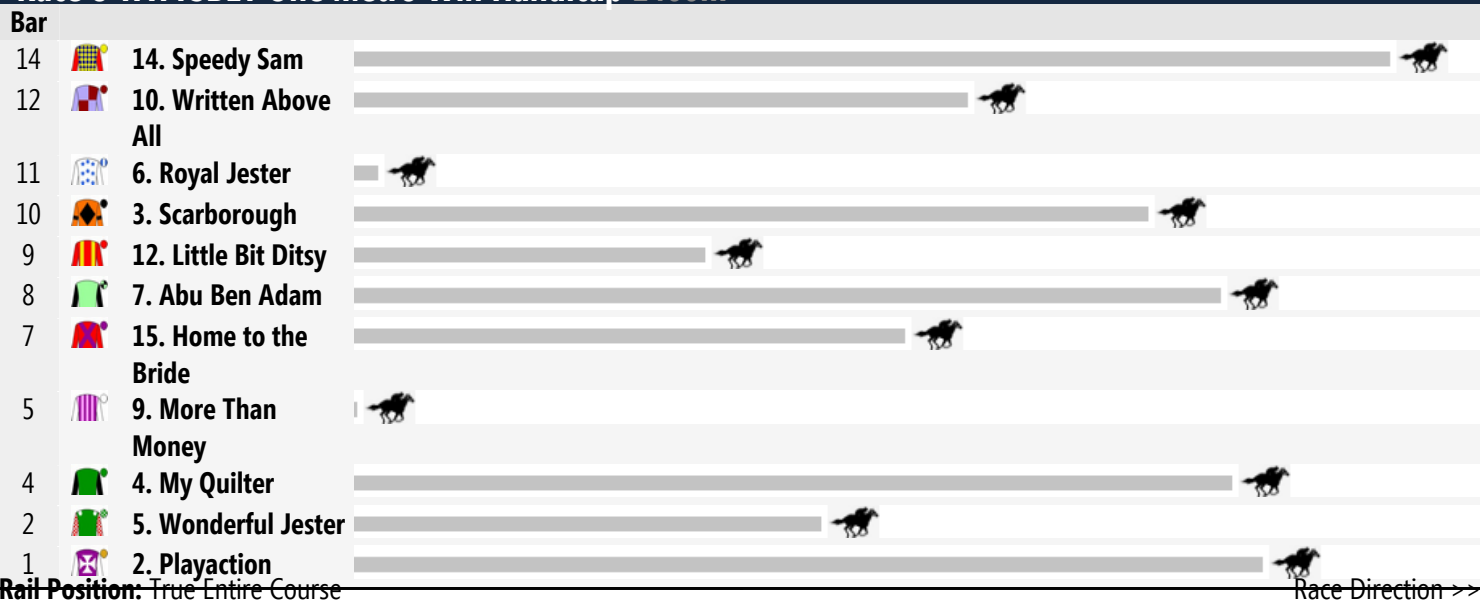 Bar
14 14. Speedy Sam
12 10. Written Above
All
11 6. Royal Jester
10 3. Scarborough
9 12. Little Bit Ditsy
8 7. Abu Ben Adam
7 15. Home to the
Bride
5 9. More Than
Money
4 4. My Quilter
2 5. Wonderful Jester
1 2. Playaction
Rail Position: True Entire Course Race Direction >>